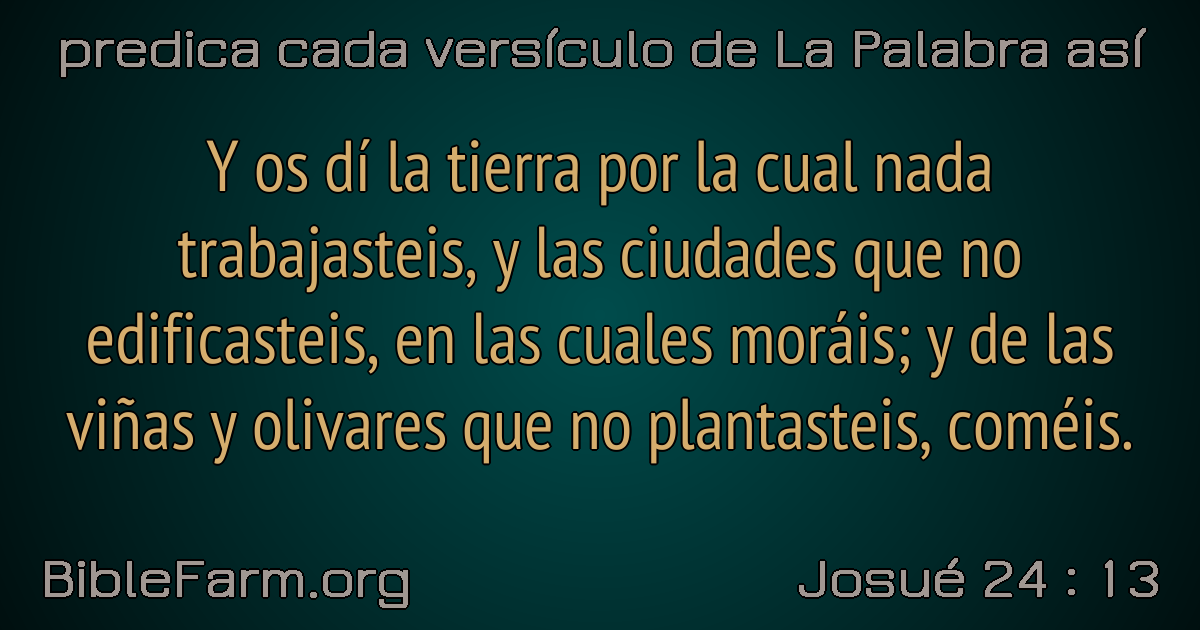 predica cada versículo de La Palabra así
Y os dí la tierra por la cual nada
trabajasteis, y las ciudades que no
edificasteis, en las cuales moráis; y de las
viñas y olivares que no plantasteis, coméis.
BibleFarm.org
Josué 24 : 13